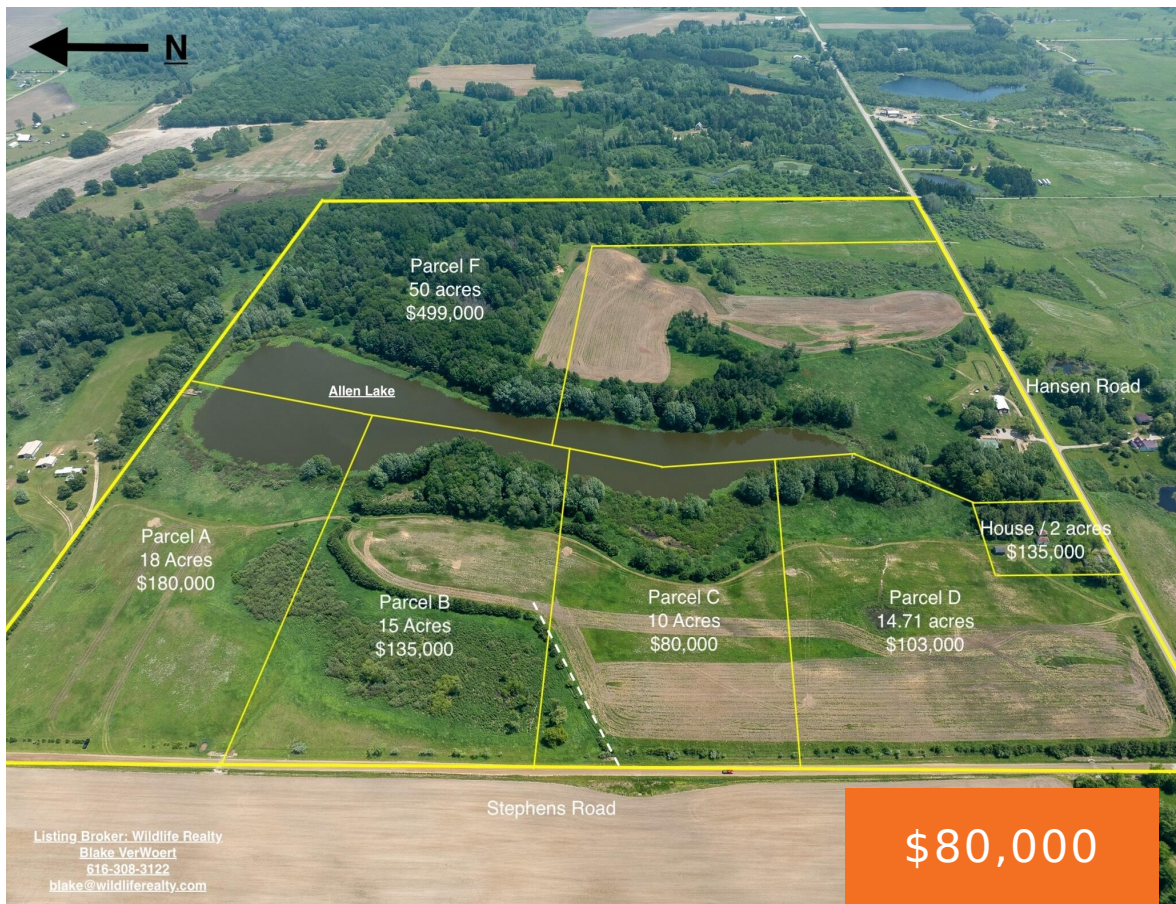 N
Parcel F
50 acres
$499,000
Allen Lake
Hansen Road
Parcel A
18 Acres
$180,000
House / 2 acres
$135,000
Parcel B
15 Acres
$135,000
Parcel C
10 Acres
$80,000
Parcel D
14.71 acres
$103,000
Stephens Road
Listing Broker: Wildlife Realty
Blake VerWoert
616-308-3122
blake@wildliferealty.com
$80,000